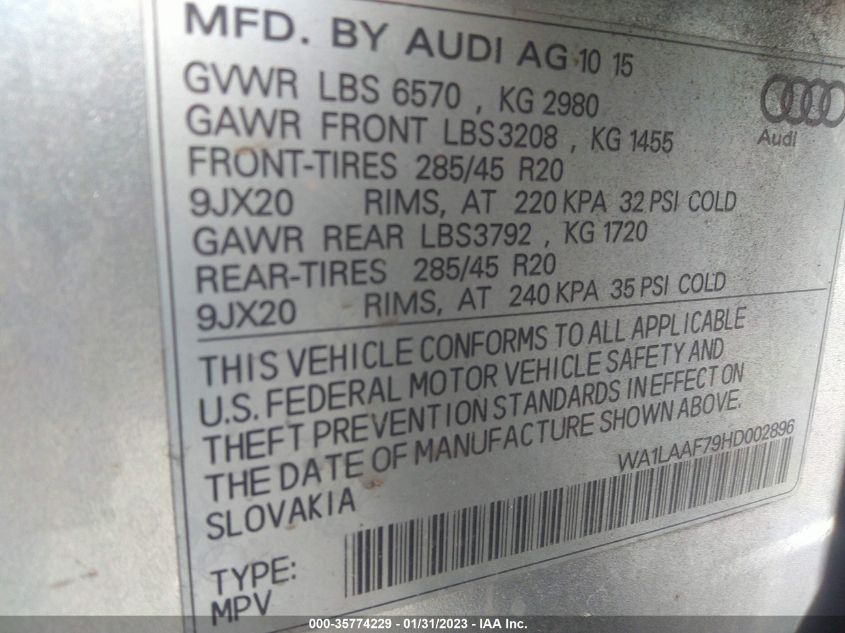 MFD. BY AUDI AG 10 15
GVWR LBS 6570 , KG 2980
GAWR FRONT LBS3208 , KG 1455
FRONT-TIRES 285/45 R20
9JX20 RIMS, AT 220 KPA 32 PSI COLD
GAWR REAR LBS3792 , KG 1720
REAR-TIRES 285/45 R20
9JX20 RIMS, AT 240 KPA 35 PSI COLD
Audi
THIS VEHICLE CONFORMS TO ALL APPLICABLE
U.S. FEDERAL MOTOR VEHICLE SAFETY AND
THEFT PREVENTION STANDARDS IN EFFECT ON
THE DATE OF MANUFACTURE SHOWN ABOVE.
SLOVAKIA
WA1LAAF79HD002896
TYPE:
MPV
000-35774229 - 01/31/2023 - IAA Inc.